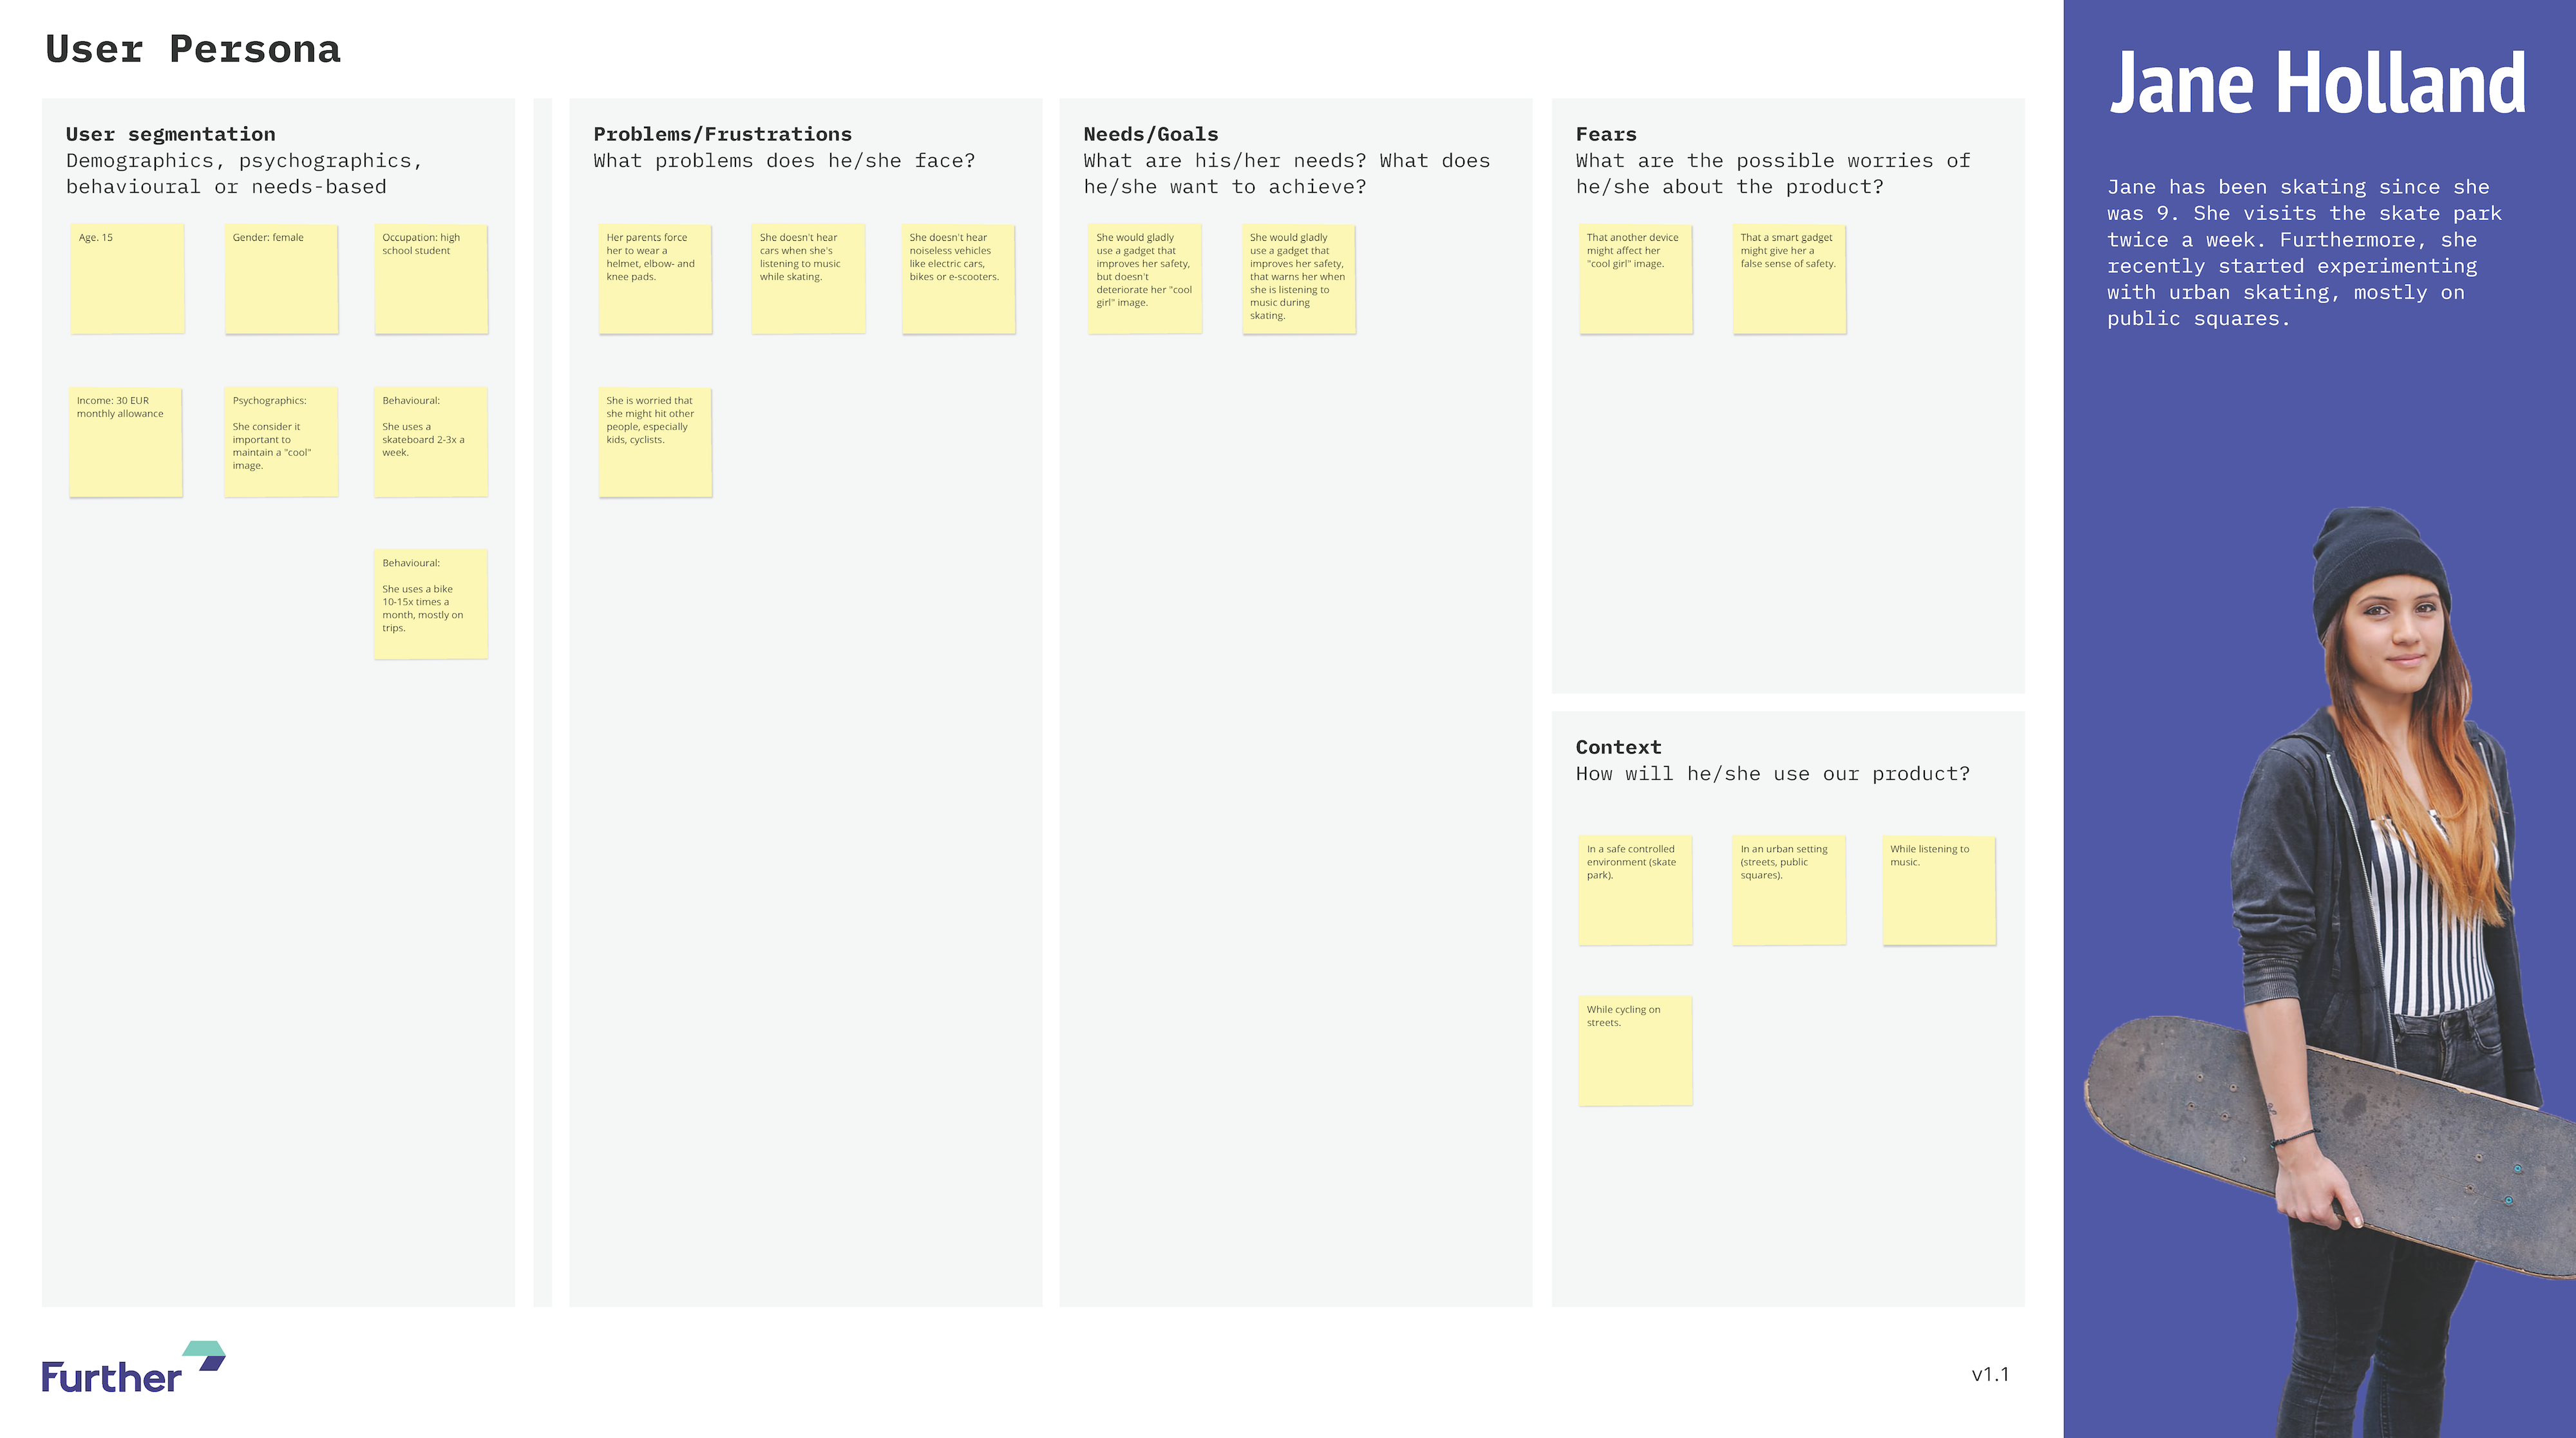 User Persona
User segmentation
Demographics, psychographics,
behavioural or needs-based
Age. 15
Gender: female
Occupation: high
school student
Income: 30 EUR
monthly allowance
Psychographics:
She consider it
important to
maintain a "cool"
image.
Behavioural:
She uses a
skateboard 2-3x a
week.
Behavioural:
She uses a bike
10-15x times a
month, mostly on
trips.
Problems/Frustrations
What problems does he/she face?
Her parents force
her to wear a
helmet, elbow- and
knee pads.
She doesn't hear
cars when she's
listening to music
while skating.
She doesn't hear
noiseless vehicles
like electric cars,
bikes or e-scooters.
She is worried that
she might hit other
people, especially
kids, cyclists.
Needs/Goals
What are his/her needs? What does
he/she want to achieve?
She would gladly
use a gadget that
improves her safety,
but doesn't
deteriorate her "cool
girl" image.
She would gladly
use a gadget that
improves her safety,
that warns her when
she is listening to
music during
skating.
Fears
What are the possible worries of
he/she about the product?
That another device
might affect her
"cool girl" image.
That a smart gadget
might give her a
false sense of safety.
Context
How will he/she use our product?
In a safe controlled
environment (skate
park).
In an urban setting
(streets, public
squares).
While listening to
music.
While cycling on
streets.
Jane Holland
Jane has been skating since she
was 9. She visits the skate park
twice a week. Furthermore, she
recently started experimenting
with urban skating, mostly on
public squares.
Further
v1.1